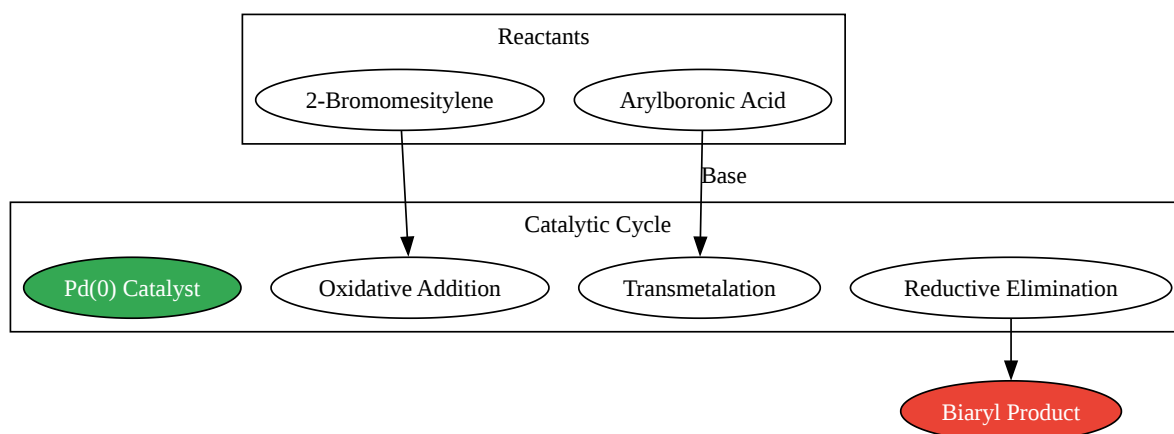 Reactants
2-Bromomesitylene
Arylboronic Acid
Base
Catalytic Cycle
Pd(0) Catalyst
Oxidative Addition
Transmetalation
Reductive Elimination
Biaryl Product